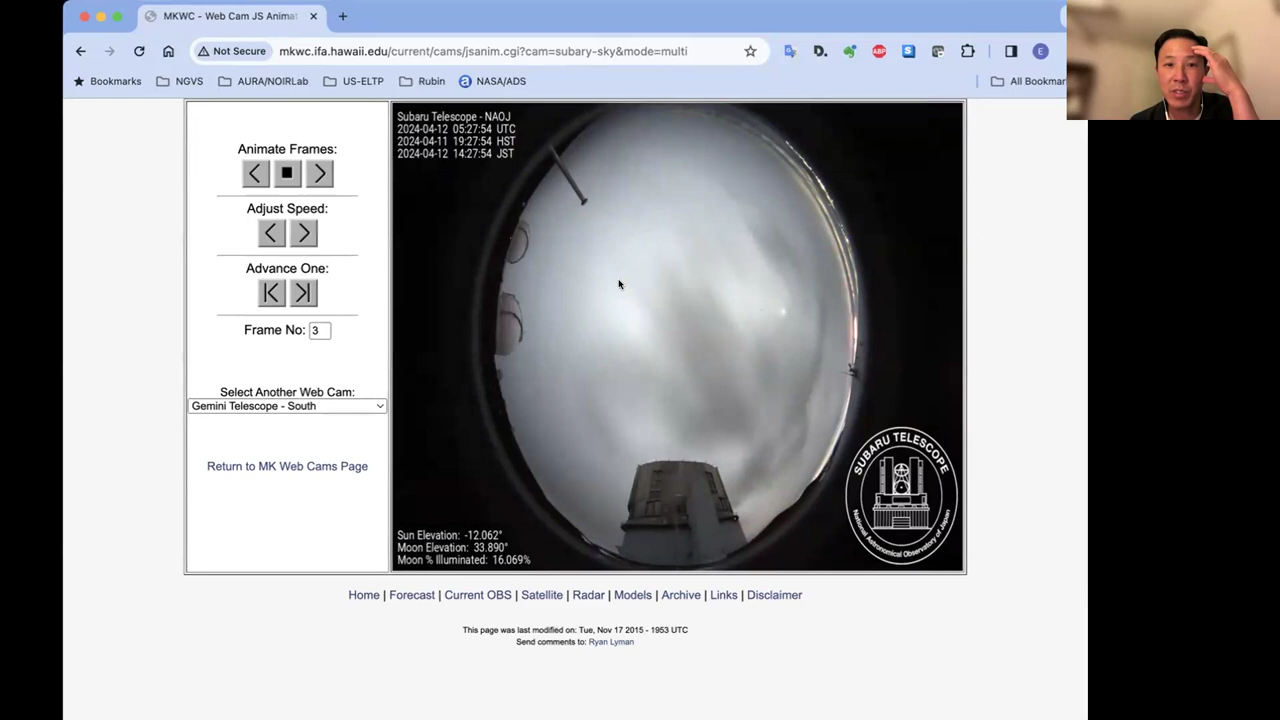 MKWC - Web Cam JS Animat
Not Secure
mkwc.ifa.hawaii.edu/current/cams/jsanim.cgi?cam=subary-sky&mode=multi
D.
ABP
S
E
Bookmarks
NGVS
AURA/NOIRLab
US-ELTP
Rubin
a
NASA/ADS
All Bookmar
Animate Frames:
Adjust Speed:
Advance One:
Frame No: 3
Select Another Web Cam:
Gemini Telescope - South
Return to MK Web Cams Page
Subaru Telescope - NAOJ
2024-04-12 05:27:54 UTC
2024-04-11 19:27:54 HST
2024-04-12 14:27:54 JST
Sun Elevation: -12.062°
Moon Elevation: 33.890°
Moon % Illuminated: 16.069%
SUBARU TELESCOPE
National Astronomical Observatory of Japan
Home | Forecast | Current OBS | Satellite | Radar | Models | Archive | Links | Disclaimer
This page was last modified on: Tue, Nov 17 2015 - 1953 UTC
Send comments to: Ryan Lyman